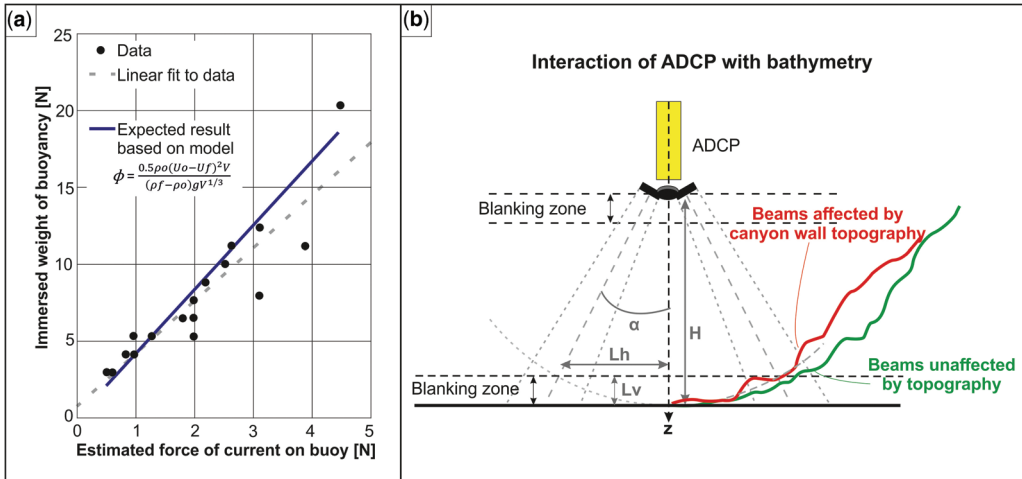 (a)
25
20
15
10
5
0
0
1
2
3
4
5
Immersed weight of buoyancy [N]
Estimated force of current on buoy [N]
Data
Linear fit to data
Expected result
based on model
ϕ = 0.5ρo(Uo−Uf)²V / (ρf−ρo)gV^1/3
(b)
Interaction of ADCP with bathymetry
ADCP
Blanking zone
Beams affected by
canyon wall topography
α
H
Lh
Beams unaffected
by topography
Blanking zone
Lv
z